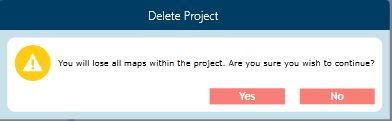 Delete Project
You will lose all maps within the project. Are you sure you wish to continue?
Yes
No